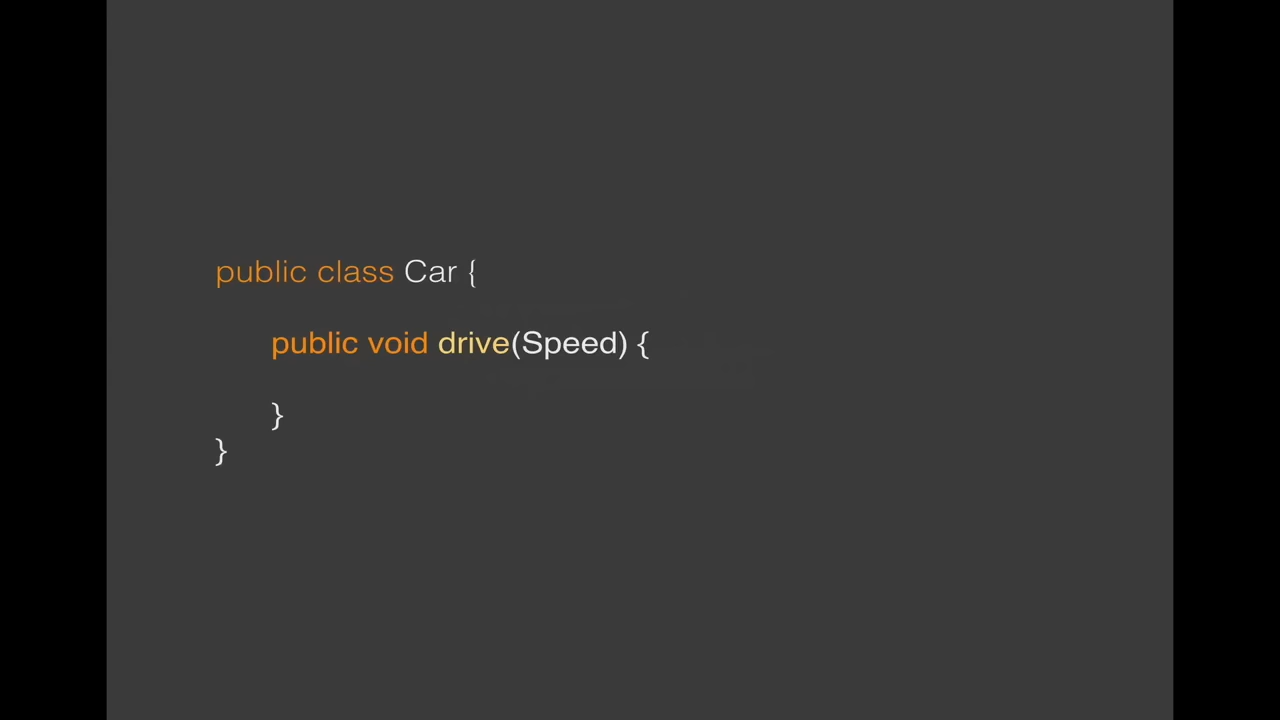 public class Car {
public void drive(Speed) {
}
}